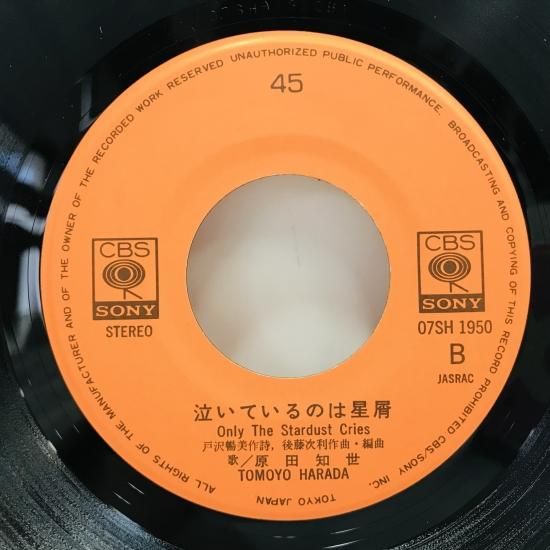 ALL RIGHTS OF THE MANUFACTURER AND OF THE OWNER OF THE RECORDED WORK RESERVED UNAUTHORIZED PUBLIC PERFORMANCE, BROADCASTING AND COPYING OF THIS RECORD PROHIBITED CBS/SONY INC.
TOKYO JAPAN
45
CBS
SONY
STEREO
CBS
SONY
07SH 1950
B
JASRAC
泣いているのは星屑
Only The Stardust Cries
戸沢暢美作詩，後藤次利作曲・編曲
歌／原田知世
TOMOYO HARADA